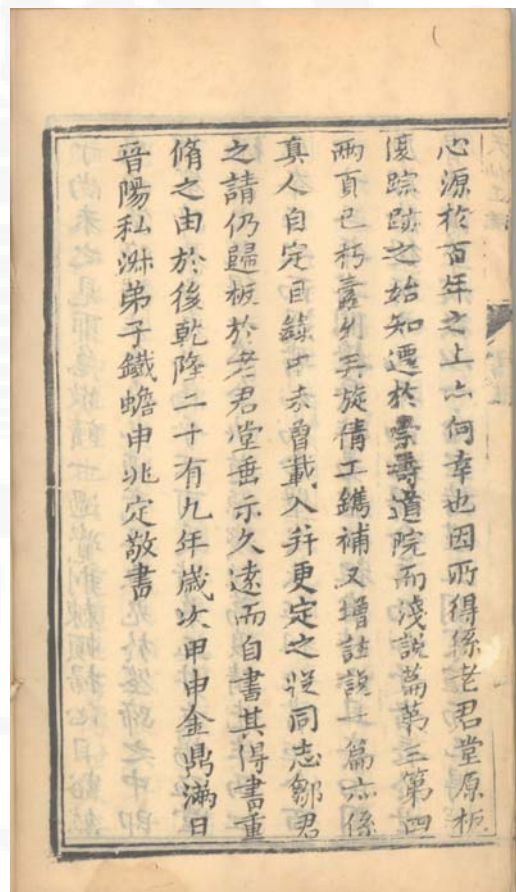 心源於百年之上亦何幸也因所得係老君堂原板
復踪跡之始知遷於崇壽道院而淺說篇第三第四
兩頁已朽蠹矣旋倩工鐫補又增註說二篇亦係
真人自定目錄中未曾載入并更定之從同志鄒君
之請仍歸板於老君堂垂示久遠而自書其得書重
脩之由於後乾隆二十有九年歲次甲申金鼎滿日
晉陽私淑弟子鐵蟾申兆定敬書